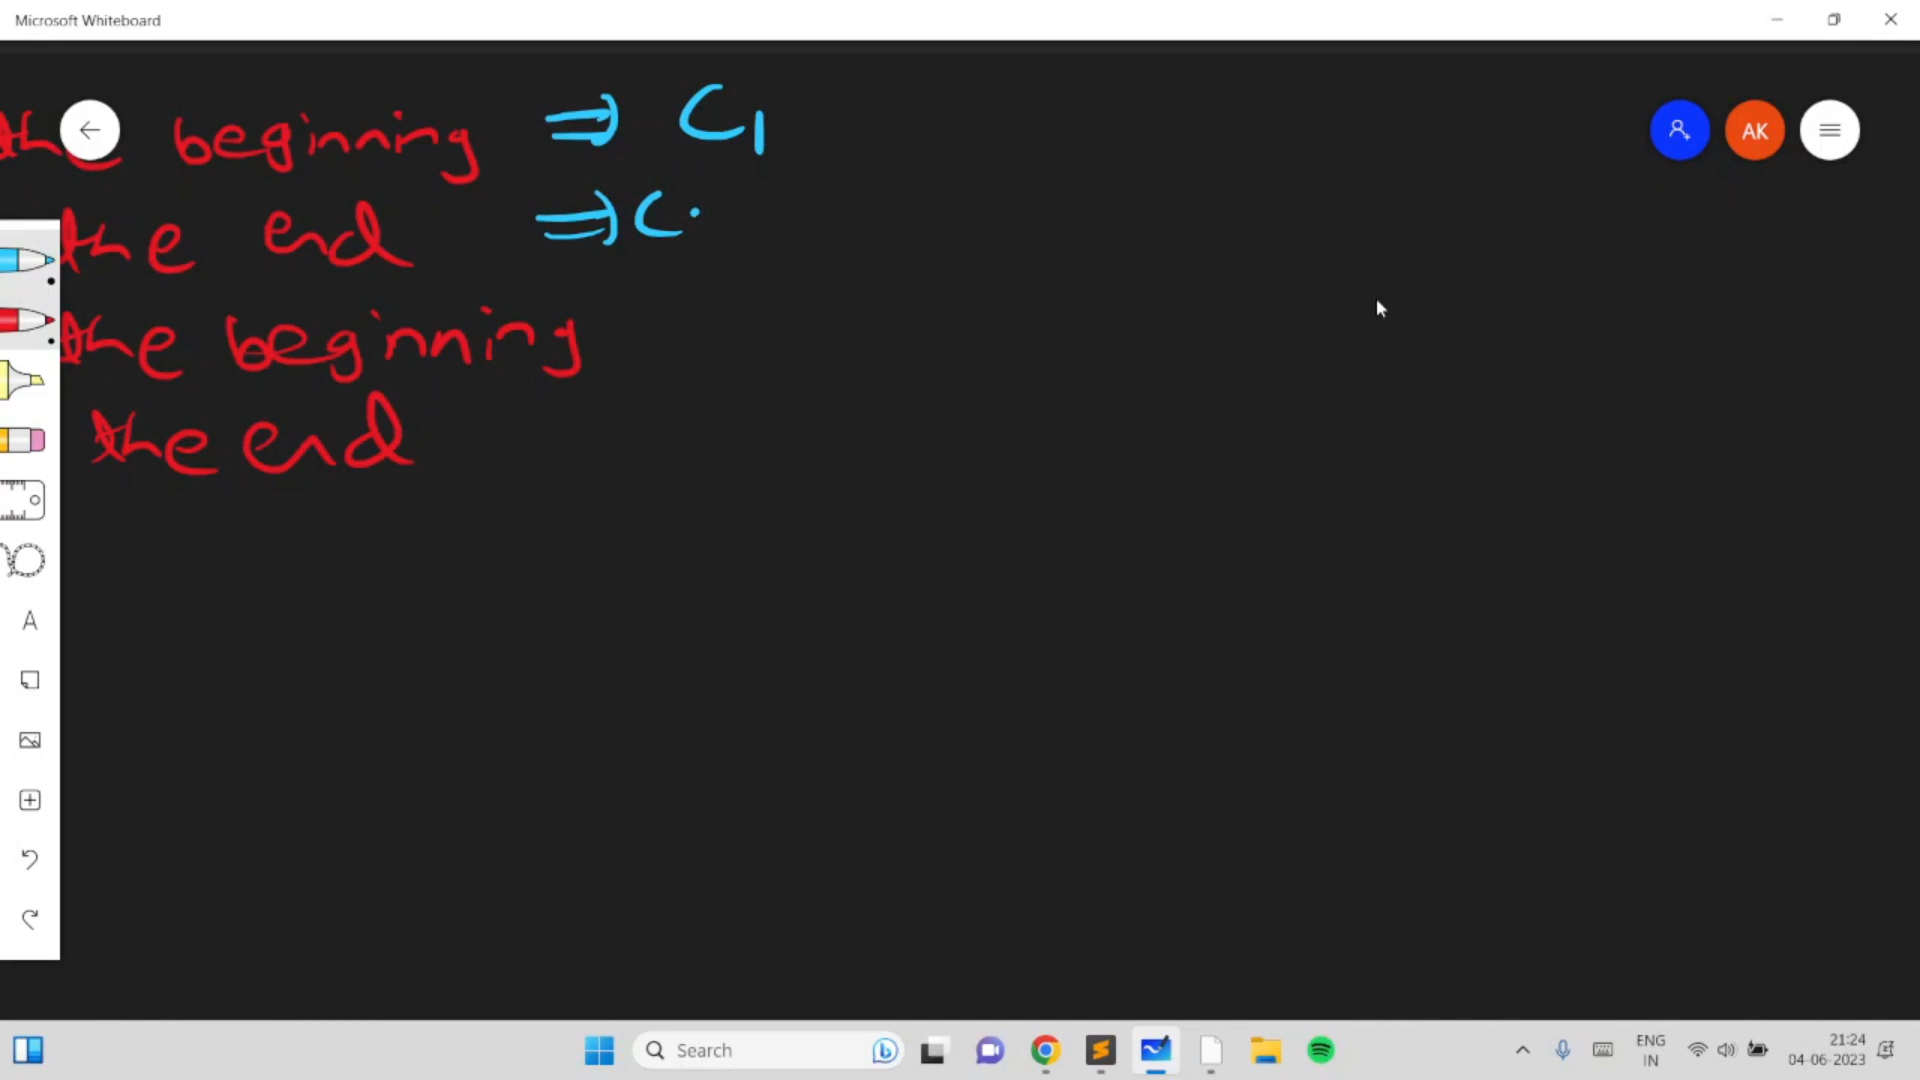 Microsoft Whiteboard
the beginning ⇒ C1
the end ⇒ C
the beginning
the end
AK
A
Search
ENG
IN
21:24
04-06-2023